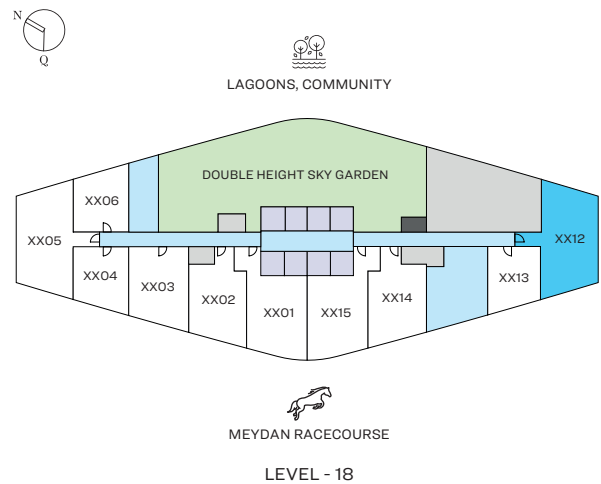 N
Q
LAGOONS, COMMUNITY
DOUBLE HEIGHT SKY GARDEN
XX06
XX05
XX12
XX04
XX03
XX02
XX01
XX15
XX14
XX13
MEYDAN RACECOURSE
LEVEL - 18